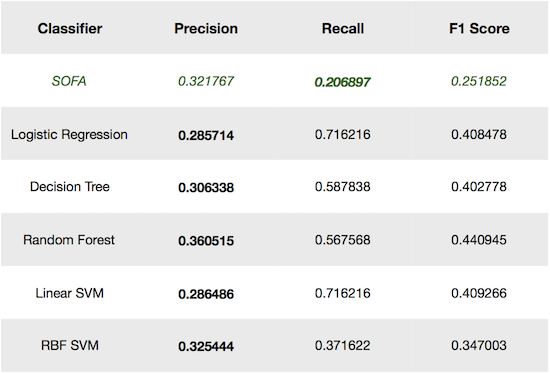 Classifier Precision Recall F1 Score
SOFA 0.321767 0.206897 0.251852
Logistic Regression 0.285714 0.716216 0.408478
Decision Tree 0.306338 0.587838 0.402778
Random Forest 0.360515 0.567568 0.440945
Linear SVM 0.286486 0.716216 0.409266
RBF SVM 0.325444 0.371622 0.347003